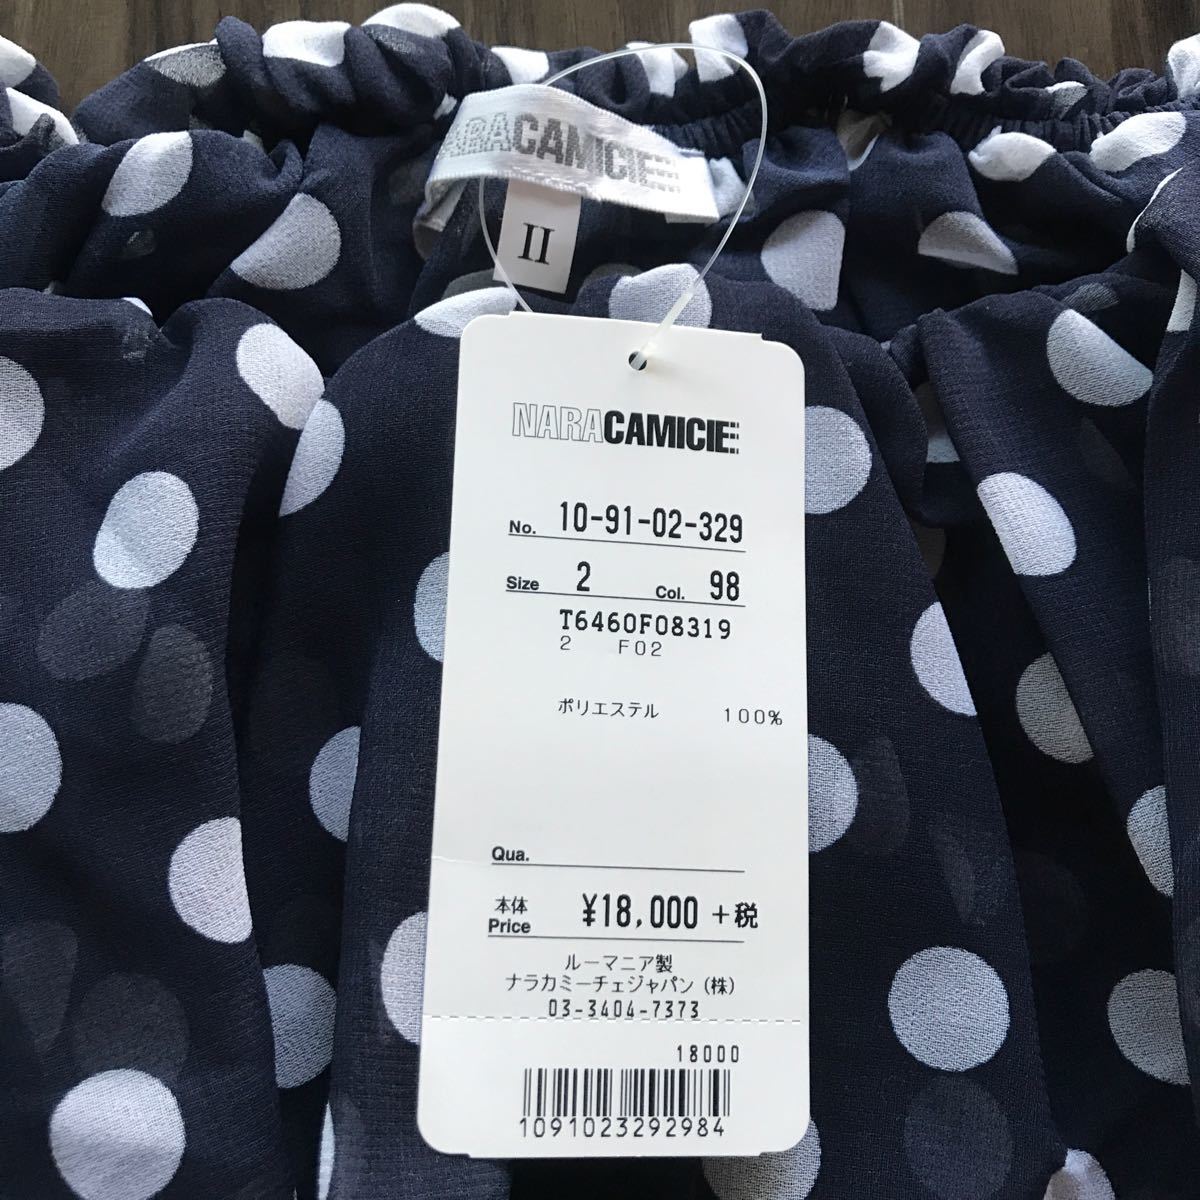 NARACAMICIE
II
NARACAMICIE
No. 10-91-02-329
Size 2 Col. 98
T6460F08319
2 F02
ポリエステル 100%
Qua.
本体
Price ¥18,000 +税
ルーマニア製
ナラカミーチェジャパン(株)
03-3404-7373
18000
1091023292984